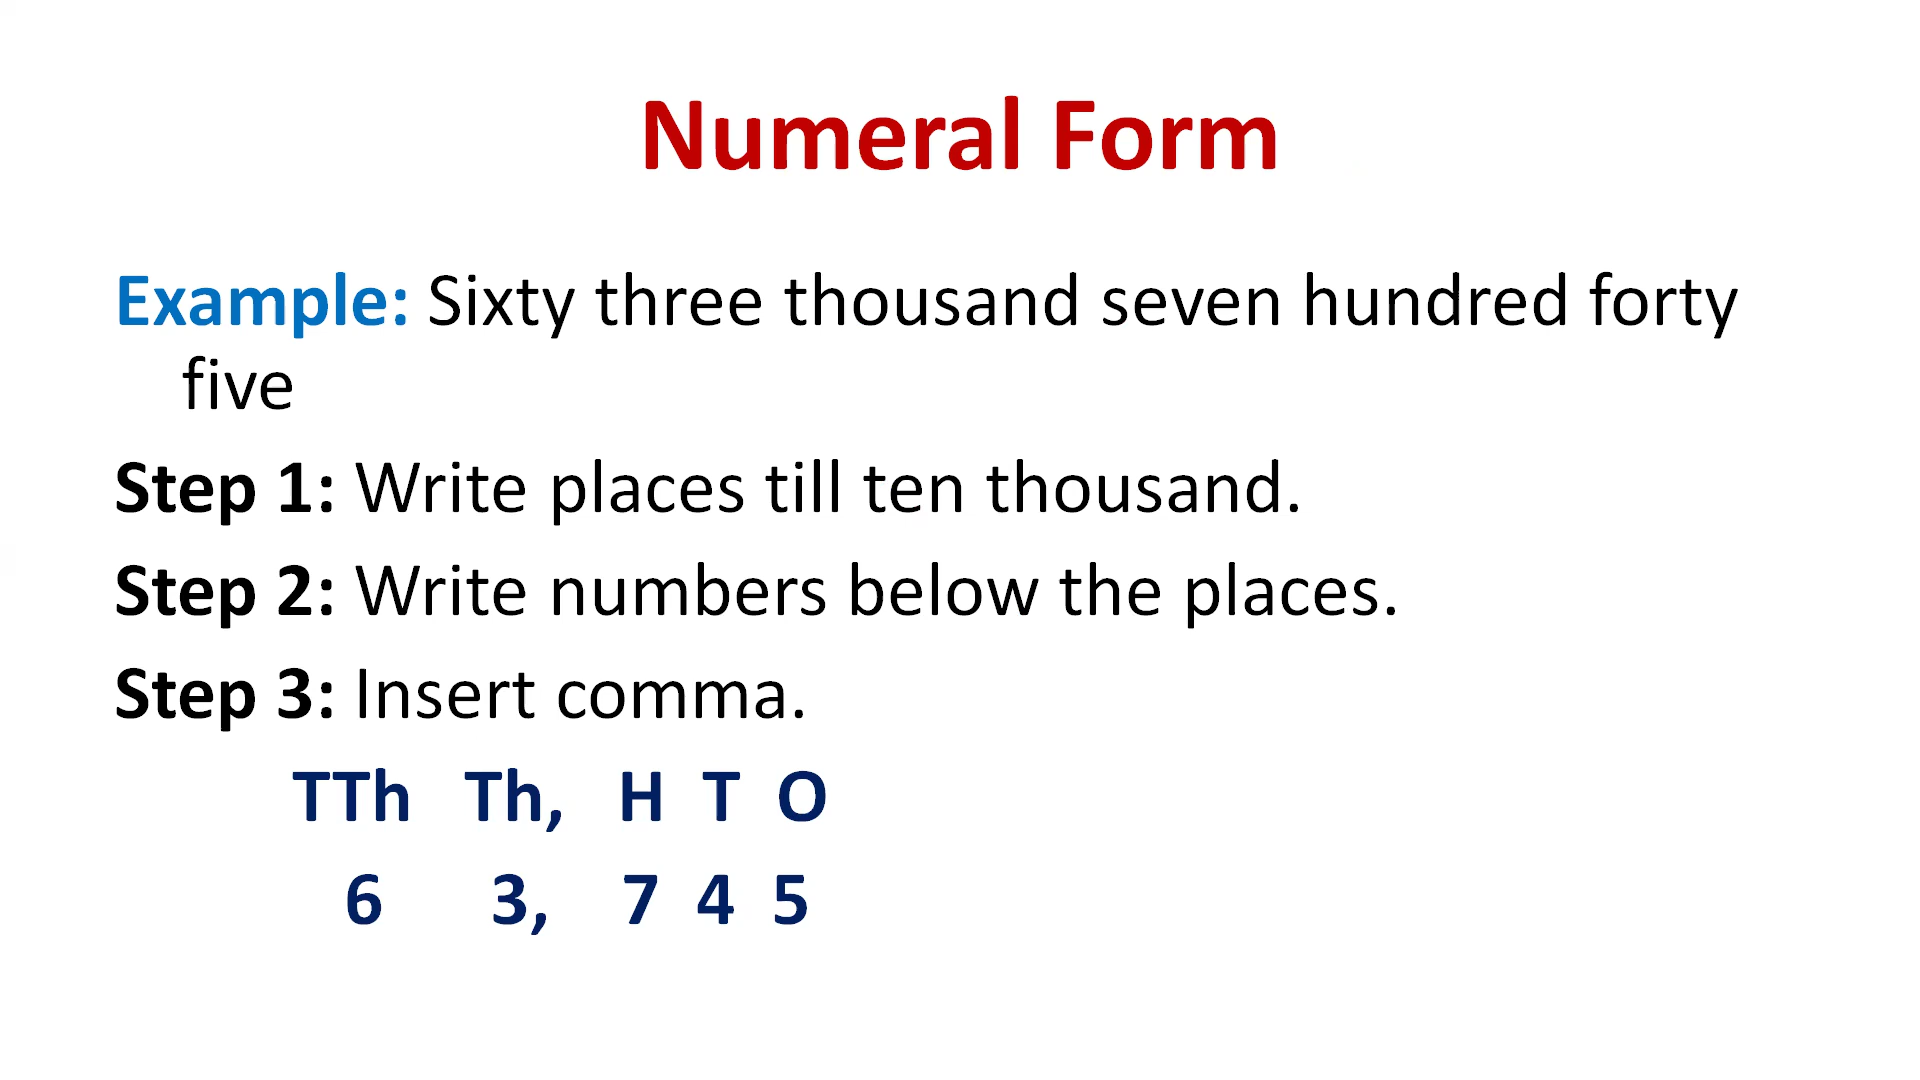 Numeral Form
Example: Sixty three thousand seven hundred forty
five
Step 1: Write places till ten thousand.
Step 2: Write numbers below the places.
Step 3: Insert comma.
TTh Th, H T O
6 3, 7 4 5